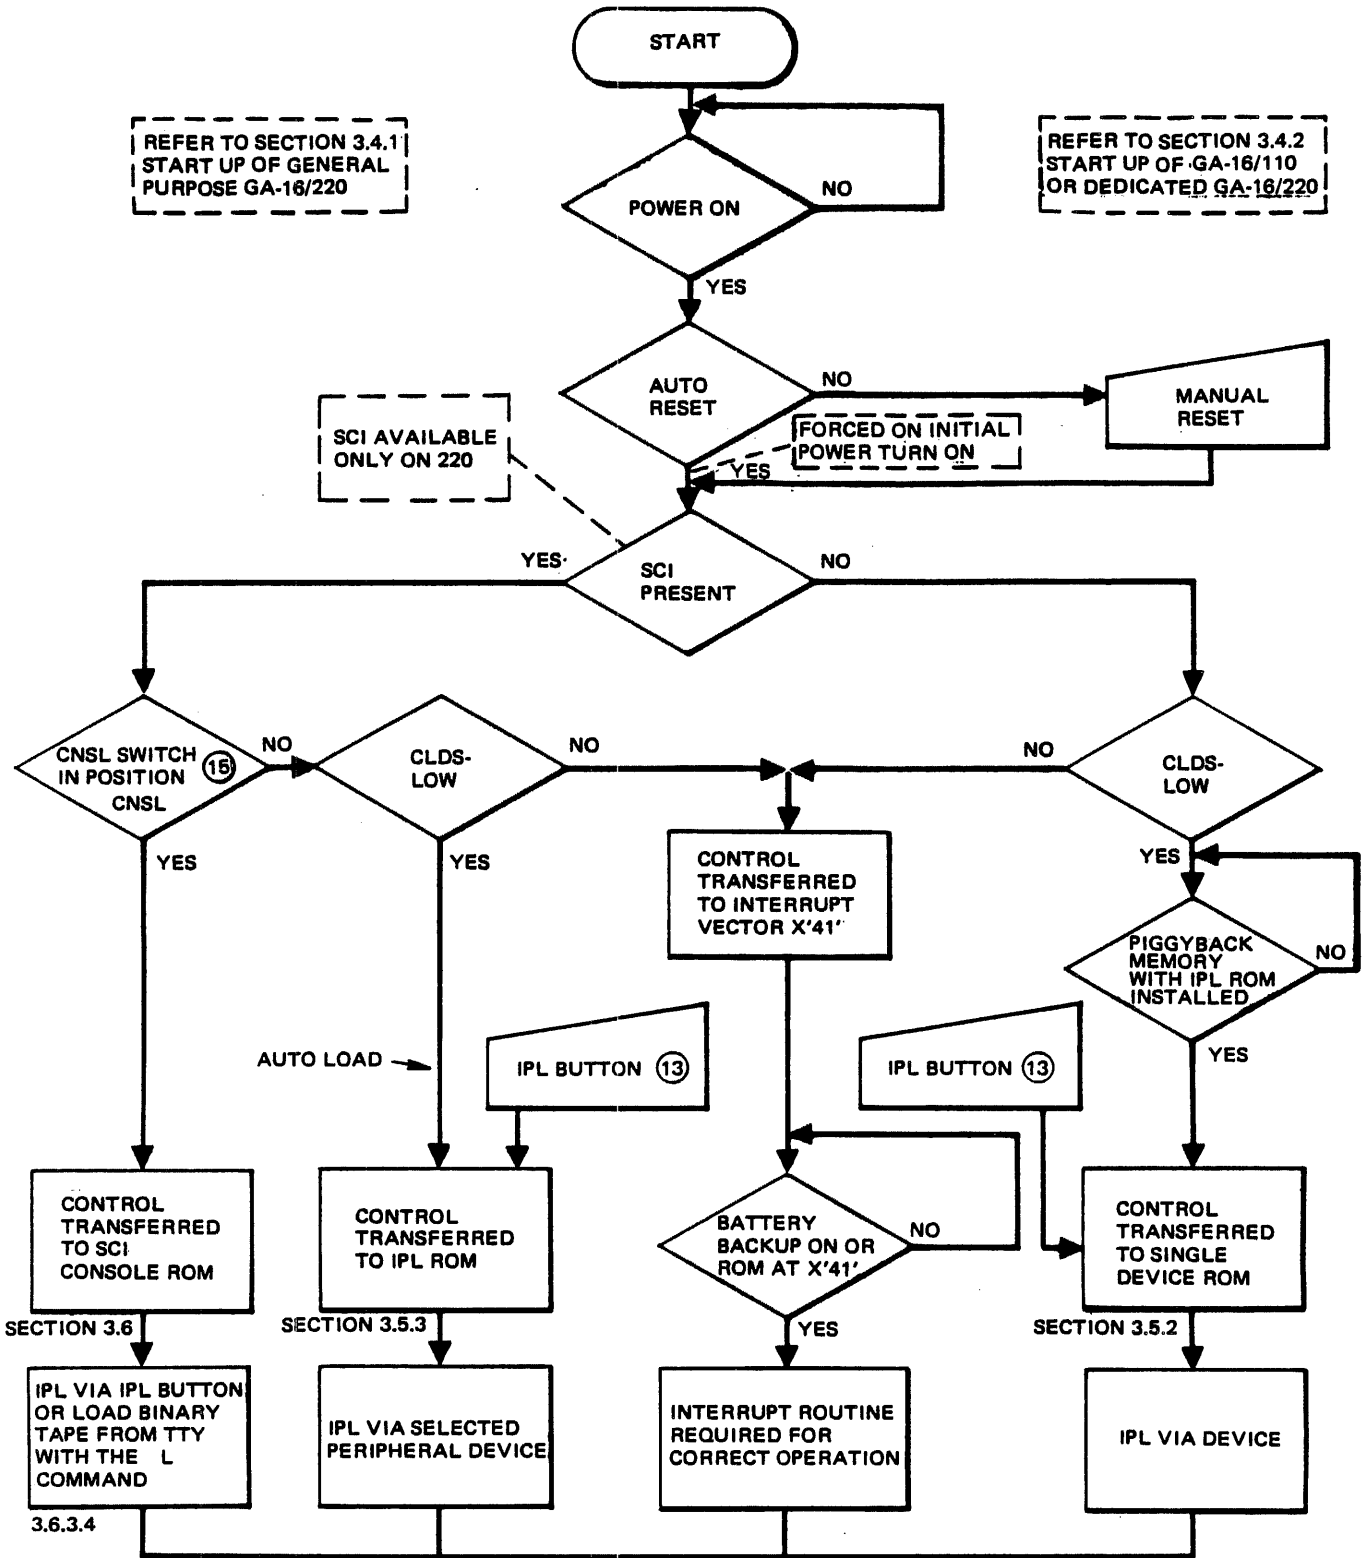 START
REFER TO SECTION 3.4.1
START UP OF GENERAL
PURPOSE GA-16/220
REFER TO SECTION 3.4.2
START UP OF GA-16/110
OR DEDICATED GA-16/220
POWER ON
NO
YES
AUTO
RESET
NO
MANUAL
RESET
FORCED ON INITIAL
POWER TURN ON
YES
SCI AVAILABLE
ONLY ON 220
SCI
PRESENT
YES
NO
CNSL SWITCH
IN POSITION
CNSL
15
NO
YES
CLDS-
LOW
NO
YES
NO
CLDS-
LOW
YES
CONTROL
TRANSFERRED
TO INTERRUPT
VECTOR X'41'
PIGGYBACK
MEMORY
WITH IPL ROM
INSTALLED
NO
YES
AUTO LOAD
IPL BUTTON 13
IPL BUTTON 13
CONTROL
TRANSFERRED
TO SCI
CONSOLE ROM
CONTROL
TRANSFERRED
TO IPL ROM
BATTERY
BACKUP ON OR
ROM AT X'41'
NO
YES
CONTROL
TRANSFERRED
TO SINGLE
DEVICE ROM
SECTION 3.6
SECTION 3.5.3
SECTION 3.5.2
IPL VIA IPL BUTTON
OR LOAD BINARY
TAPE FROM TTY
WITH THE L
COMMAND
IPL VIA SELECTED
PERIPHERAL DEVICE
INTERRUPT ROUTINE
REQUIRED FOR
CORRECT OPERATION
IPL VIA DEVICE
3.6.3.4